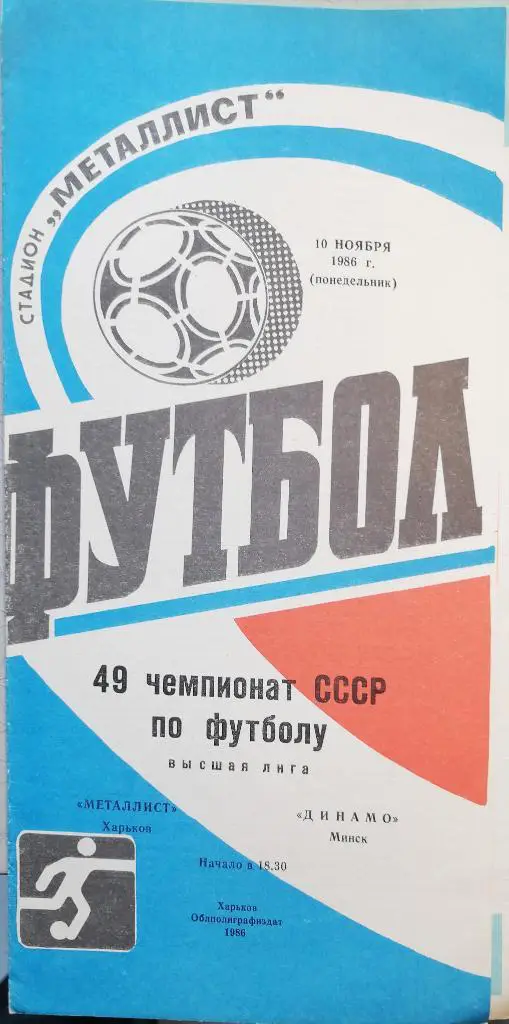 СТАДИОН „МЕТАЛЛИСТ“
10 НОЯБРЯ
1986 г.
(понедельник)
ФУТБОЛ
49 чемпионат СССР
по футболу
высшая лига
«МЕТАЛЛИСТ»
Харьков
«ДИНАМО»
Минск
Начало в 18.30
Харьков
Облполиграфиздат
1986